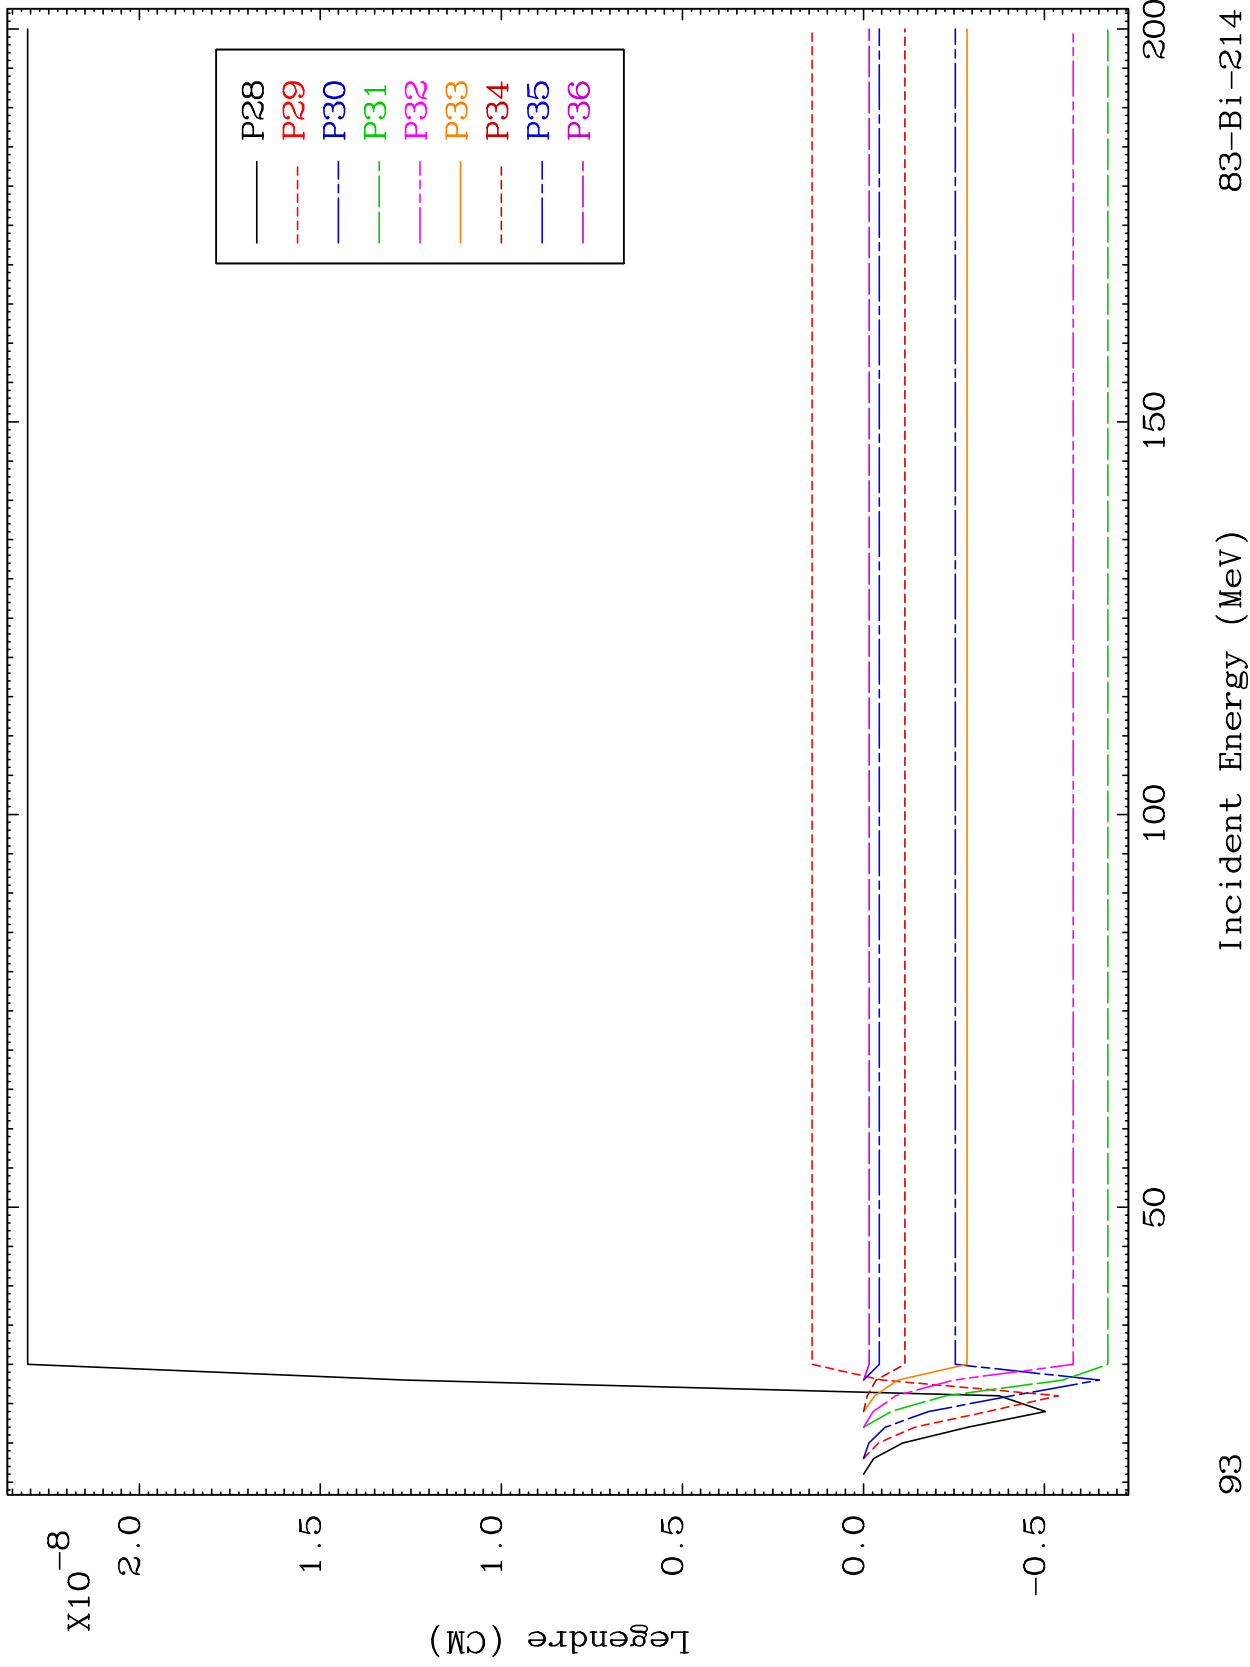 X10⁻⁸
2.0
1.5
1.0
0.5
0.0
-0.5
Legendre (CM)
P28
P29
P30
P31
P32
P33
P34
P35
P36
50
100
150
200
Incident Energy (MeV)
93
83-Bi-214